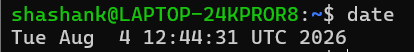 shashank@LAPTOP-24KPROR8:~$ date
Tue Aug  4 12:44:31 UTC 2026